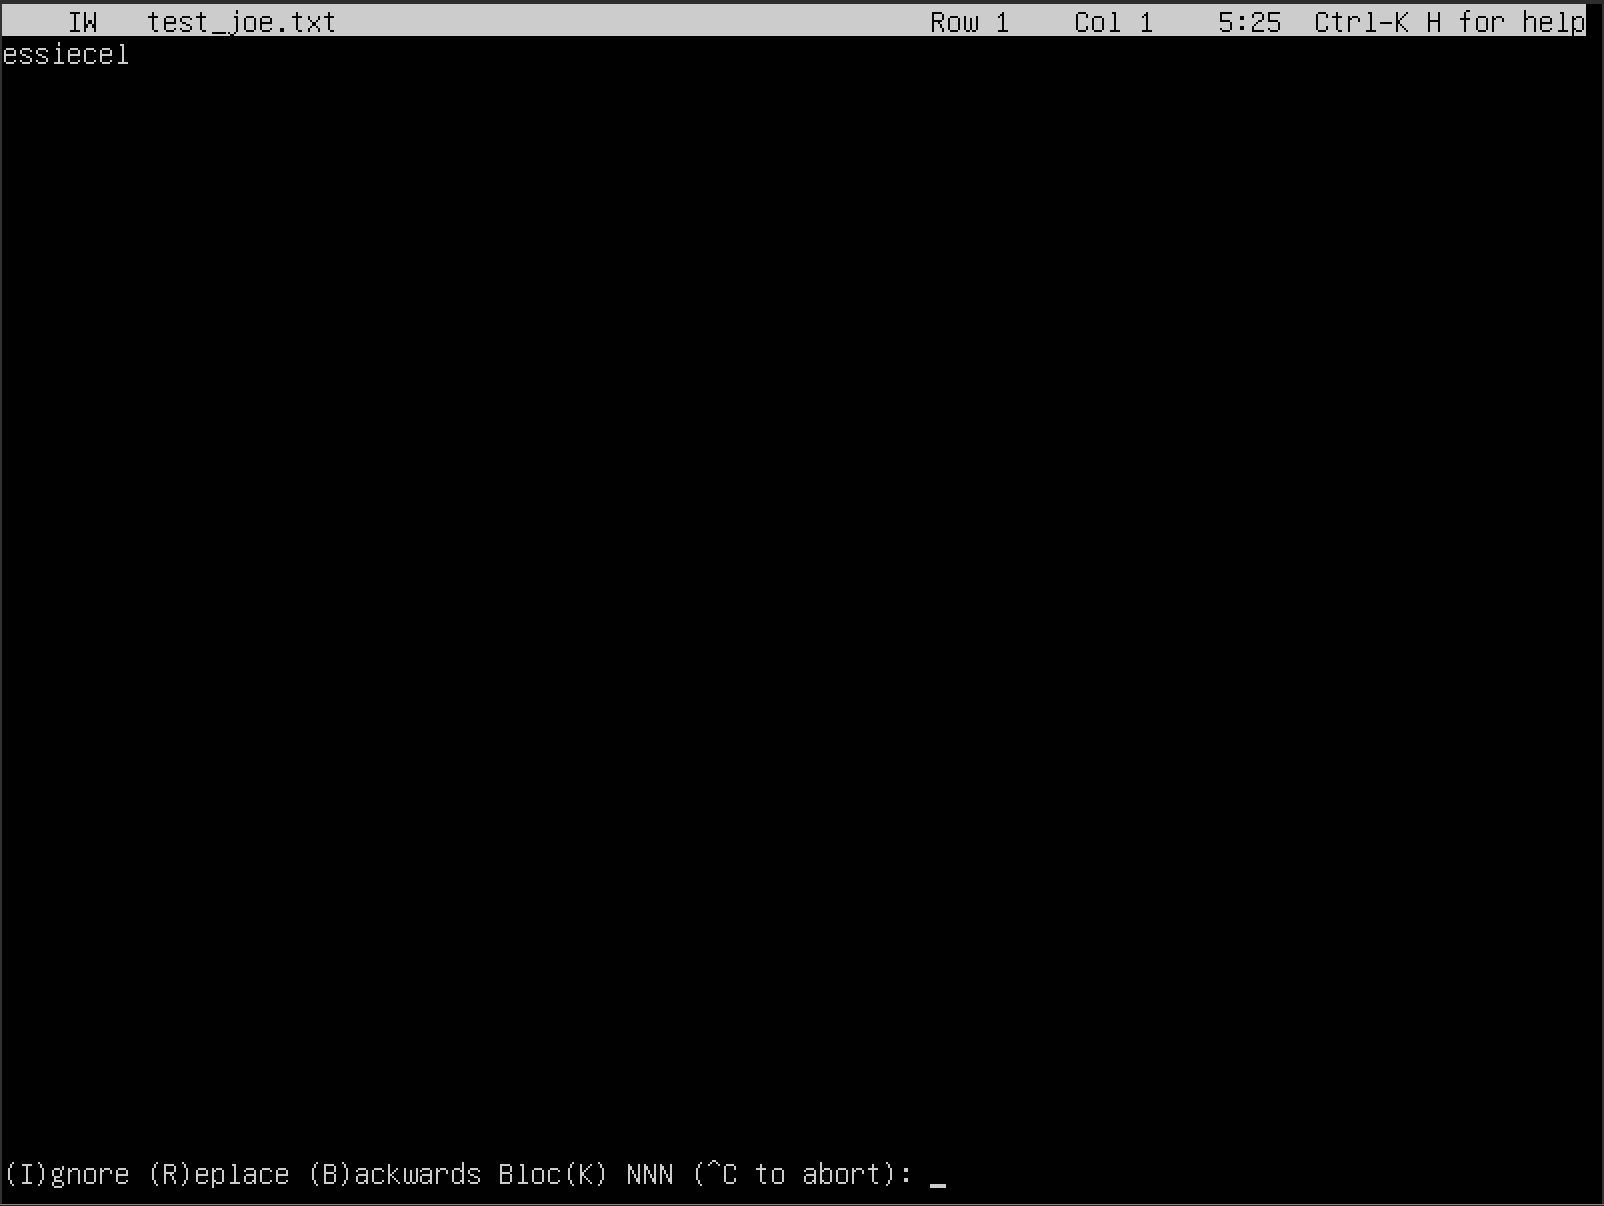 IW test_joe.txt Row 1 Col 1 5:25 Ctrl-K H for help
essiecel
(I)gnore (R)eplace (B)ackwards Bloc(K) NNN (^C to abort): _